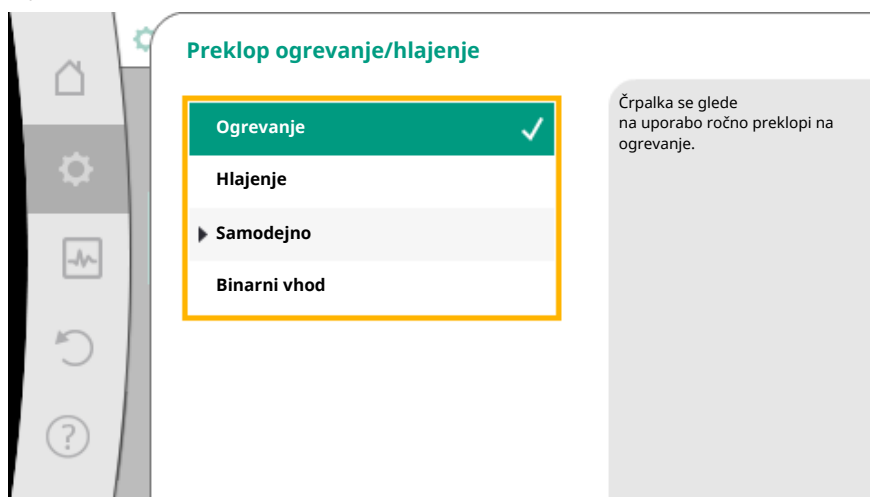 Preklop ogrevanje/hlajenje
Ogrevanje
Hlajenje
Samodejno
Binarni vhod
Črpalka se glede
na uporabo ročno preklopi na
ogrevanje.
?